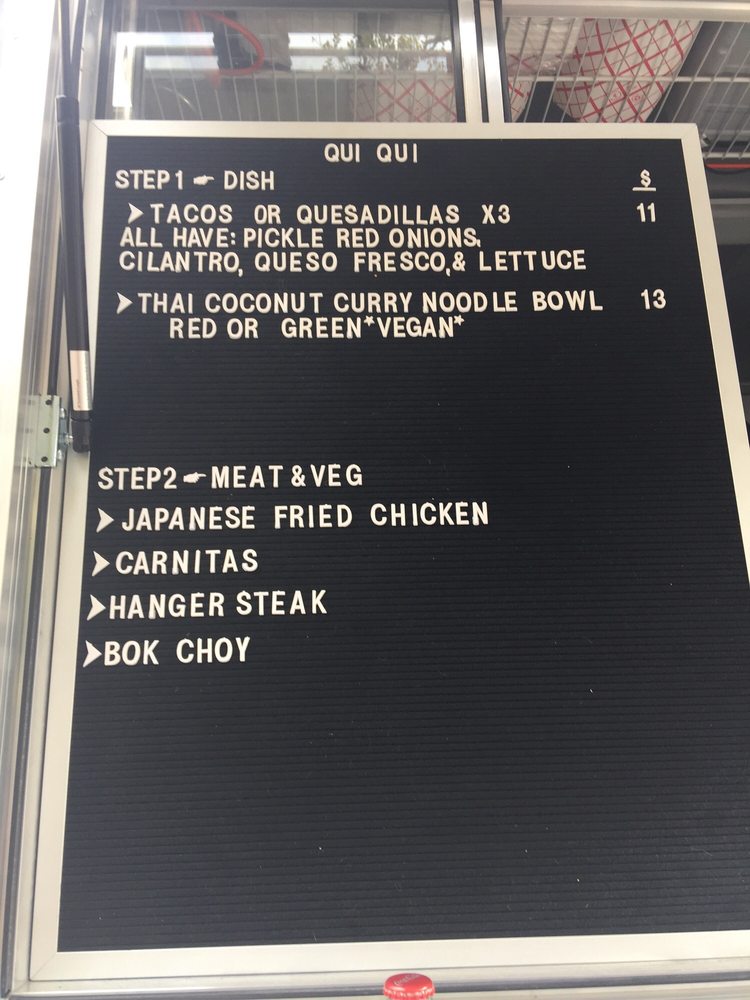 QUI QUI
STEP 1 ☛ DISH $
➤ TACOS OR QUESADILLAS X3 11
ALL HAVE: PICKLE RED ONIONS,
CILANTRO, QUESO FRESCO, & LETTUCE
➤ THAI COCONUT CURRY NOODLE BOWL 13
RED OR GREEN *VEGAN*
STEP2 ☛ MEAT & VEG
➤ JAPANESE FRIED CHICKEN
➤ CARNITAS
➤ HANGER STEAK
➤ BOK CHOY